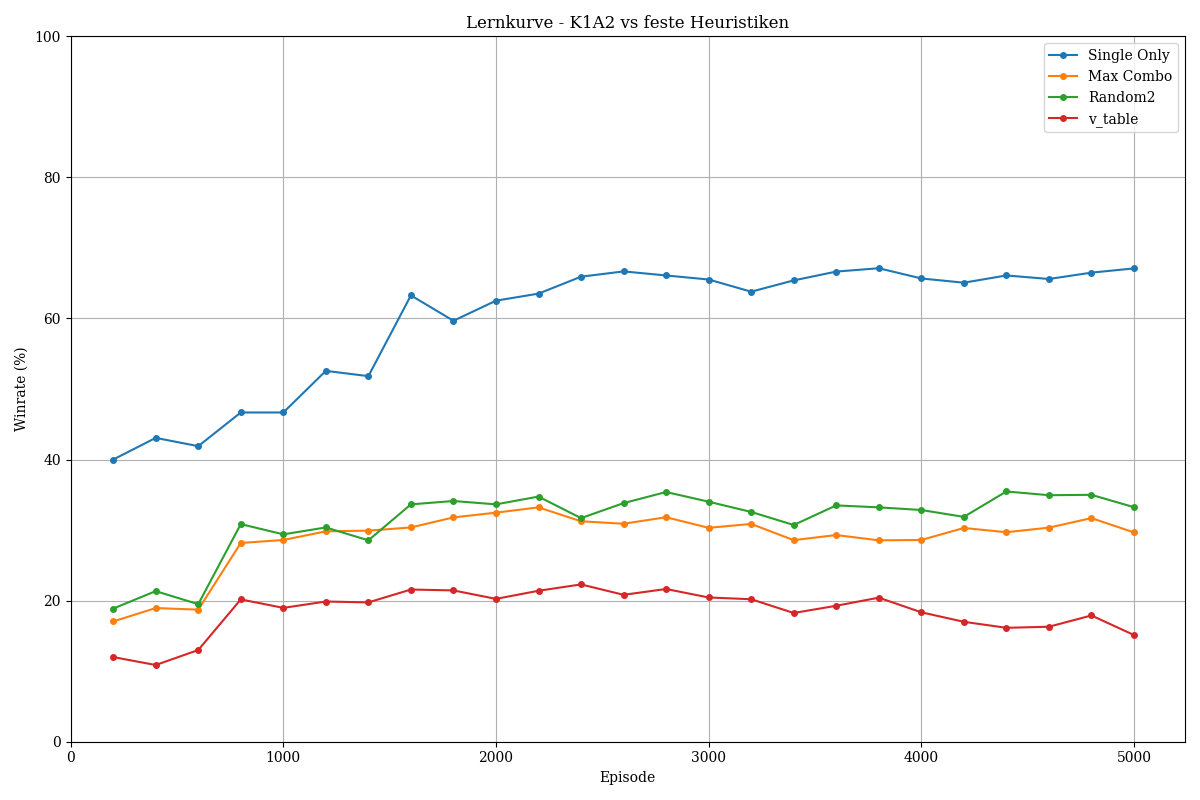 Lernkurve - K1A2 vs feste Heuristiken
100
80
60
40
20
0
Winrate (%)
Single Only
Max Combo
Random2
v_table
0 1000 2000 3000 4000 5000
Episode